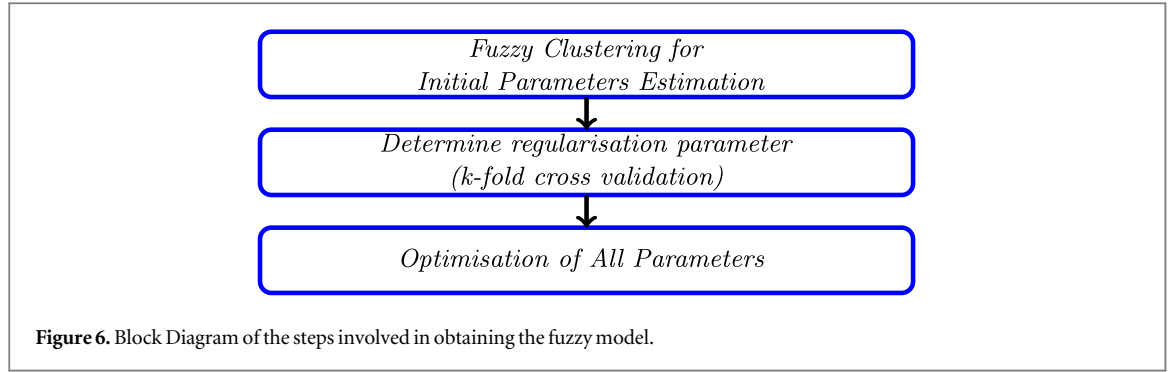 Fuzzy Clustering for
Initial Parameters Estimation
Determine regularisation parameter
(k-fold cross validation)
Optimisation of All Parameters
Figure 6. Block Diagram of the steps involved in obtaining the fuzzy model.